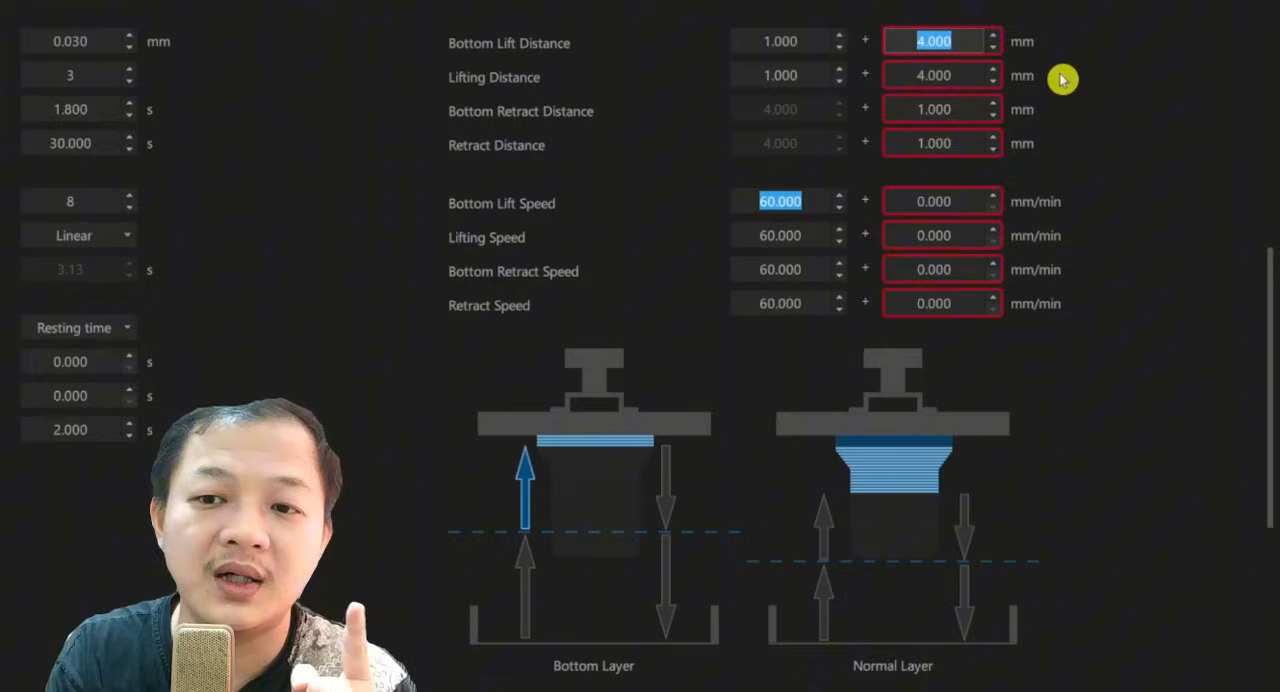 0.030 mm Bottom Lift Distance 1.000 + 4.000 mm
3 Lifting Distance 1.000 + 4.000 mm
1.800 s Bottom Retract Distance 4.000 + 1.000 mm
30.000 s Retract Distance 4.000 + 1.000 mm
8 Bottom Lift Speed 60.000 + 0.000 mm/min
Linear Lifting Speed 60.000 + 0.000 mm/min
3.13 s Bottom Retract Speed 60.000 + 0.000 mm/min
Retract Speed 60.000 + 0.000 mm/min
Resting time
0.000 s
0.000 s
2.000 s
Bottom Layer Normal Layer